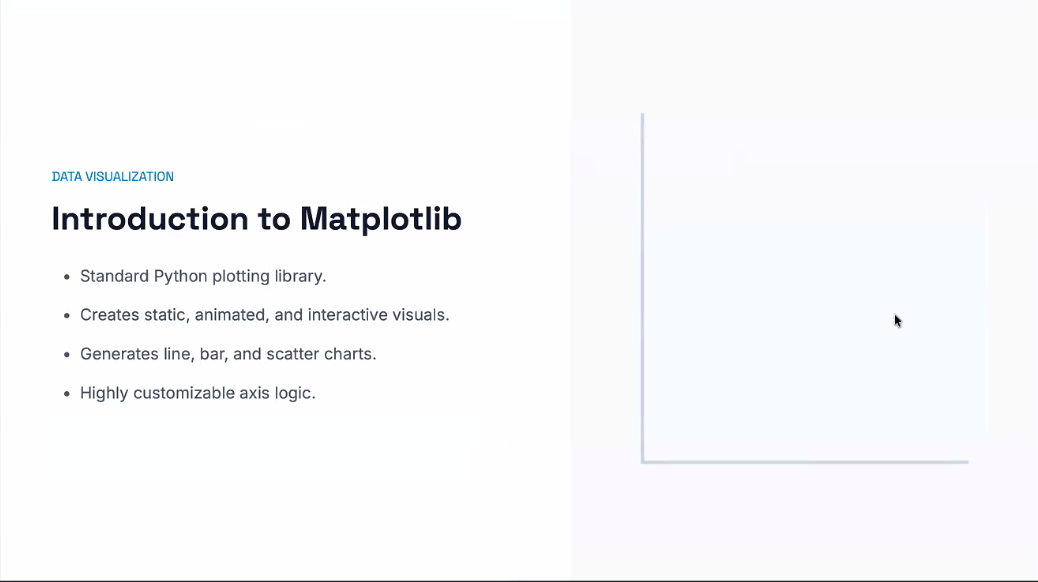 DATA VISUALIZATION
Introduction to Matplotlib
• Standard Python plotting library.
• Creates static, animated, and interactive visuals.
• Generates line, bar, and scatter charts.
• Highly customizable axis logic.